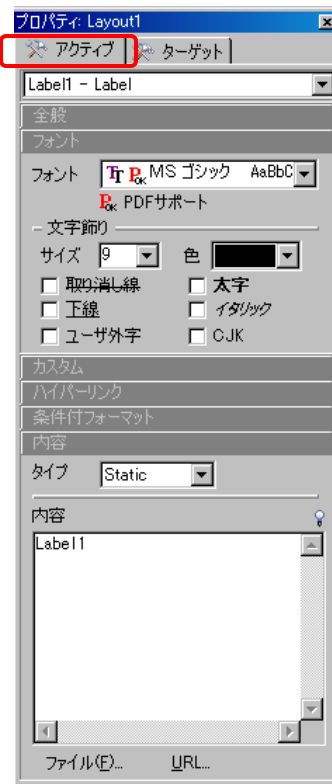 プロパティ: Layout1
アクティブ ターゲット
Label1 - Label
全般
フォント
フォント MS ゴシック AaBbC
PDFサポート
文字飾り
サイズ 9 色
取り消し線 太字
下線 イタリック
ユーザ外字 CJK
カスタム
ハイパーリンク
条件付フォーマット
内容
タイプ Static
内容
Label1
ファイル(F)... URL...